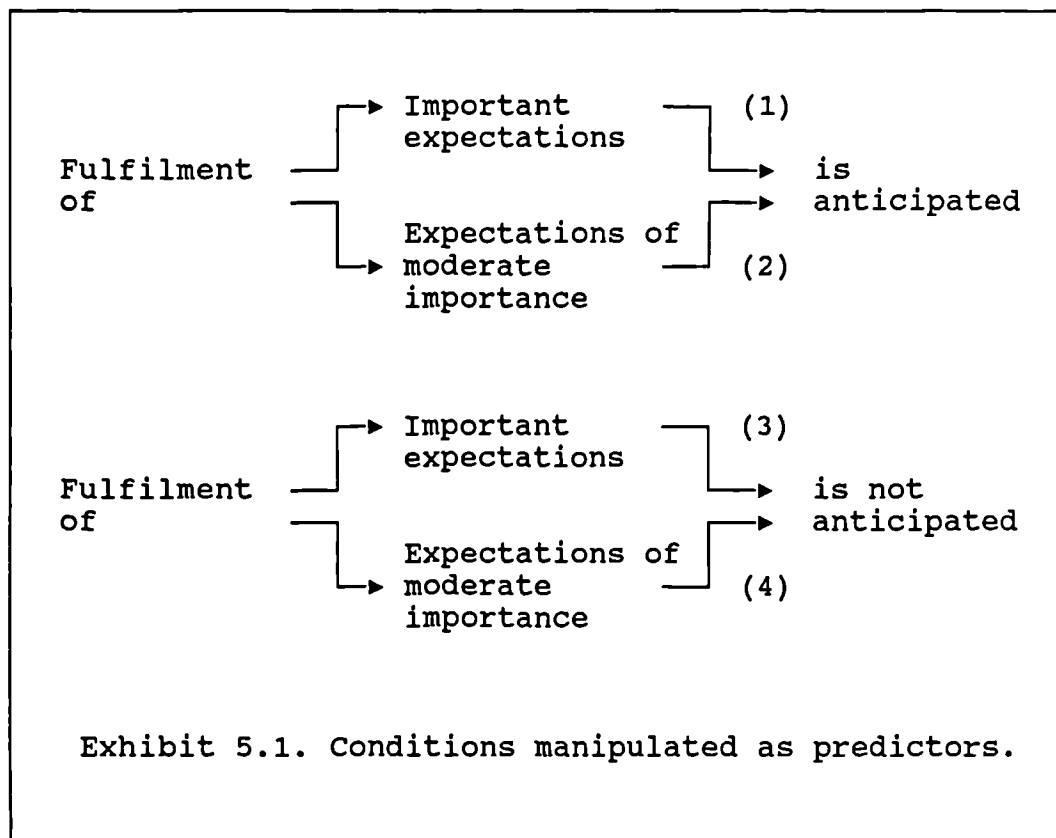 Important (1)
expectations
Fulfilment is
of anticipated
Expectations of
moderate (2)
importance
Important (3)
expectations
Fulfilment is not
of anticipated
Expectations of
moderate (4)
importance
Exhibit 5.1. Conditions manipulated as predictors.